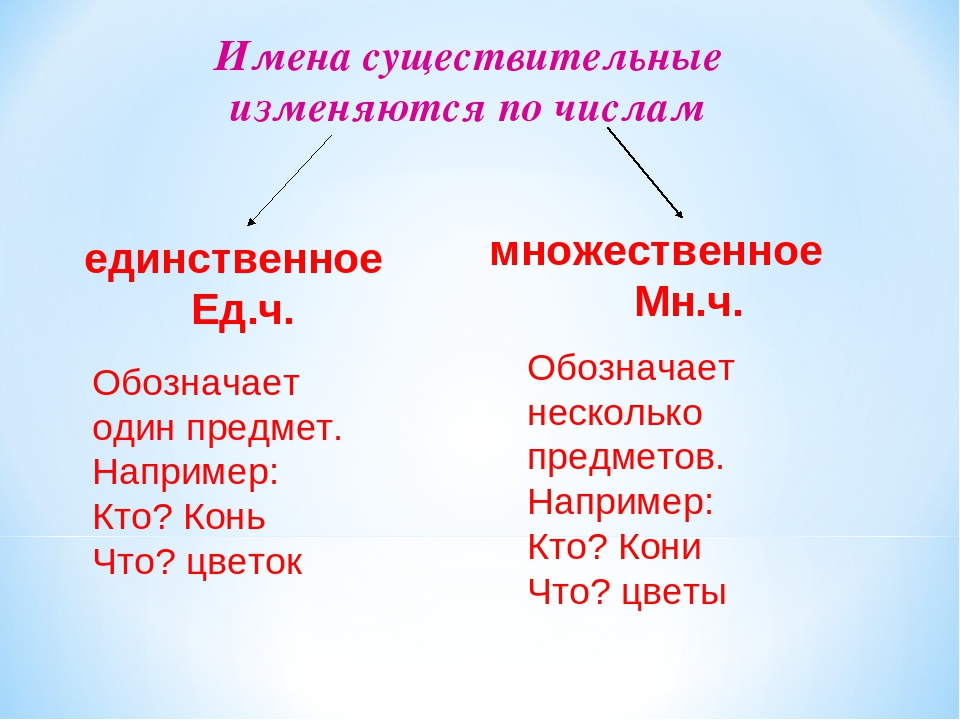 Имена существительные
изменяются по числам
единственное
Ед.ч.
Обозначает
один предмет.
Например:
Кто? Конь
Что? цветок
множественное
Мн.ч.
Обозначает
несколько
предметов.
Например:
Кто? Кони
Что? цветы